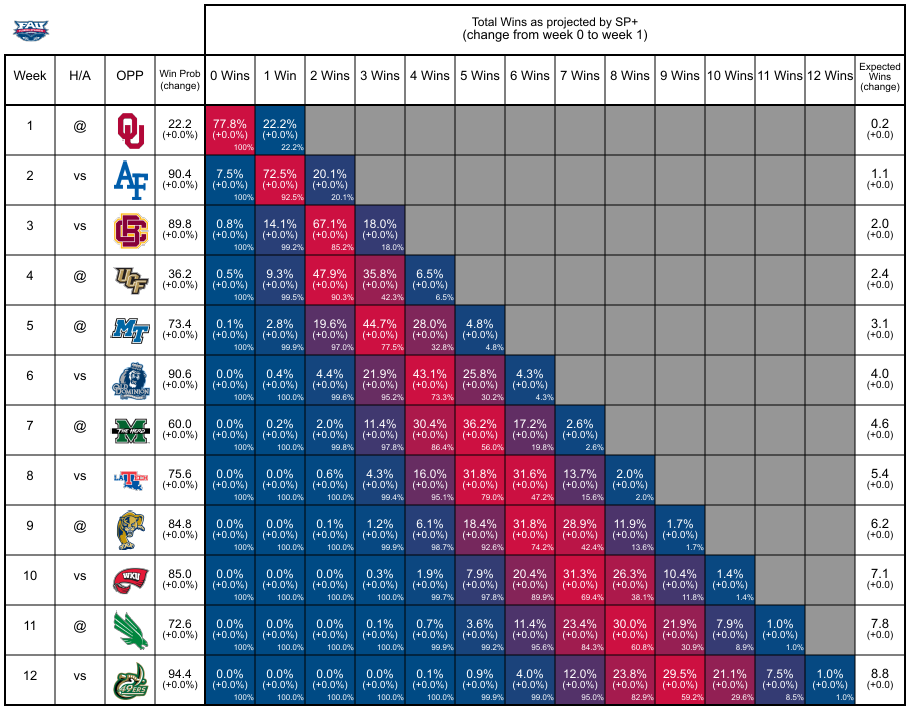 FAU
Total Wins as projected by SP+
(change from week 0 to week 1)
Week H/A OPP Win Prob (change) 0 Wins 1 Win 2 Wins 3 Wins 4 Wins 5 Wins 6 Wins 7 Wins 8 Wins 9 Wins 10 Wins 11 Wins 12 Wins Expected Wins (change)
1 @ OU 22.2 77.8% 22.2% 0.2
(+0.0%) (+0.0%) (+0.0%) (+0.0)
100% 22.2%
2 vs AF 90.4 7.5% 72.5% 20.1% 1.1
(+0.0%) (+0.0%) (+0.0%) (+0.0%) (+0.0)
100% 92.5% 20.1%
3 vs BCC 89.8 0.8% 14.1% 67.1% 18.0% 2.0
(+0.0%) (+0.0%) (+0.0%) (+0.0%) (+0.0%) (+0.0)
100% 99.2% 85.2% 18.0%
4 @ UCF 36.2 0.5% 9.3% 47.9% 35.8% 6.5% 2.4
(+0.0%) (+0.0%) (+0.0%) (+0.0%) (+0.0%) (+0.0%) (+0.0)
100% 99.5% 90.3% 42.3% 6.5%
5 @ MT 73.4 0.1% 2.8% 19.6% 44.7% 28.0% 4.8% 3.1
(+0.0%) (+0.0%) (+0.0%) (+0.0%) (+0.0%) (+0.0%) (+0.0%) (+0.0)
100% 99.9% 97.0% 77.5% 32.8% 4.8%
6 vs OLD DOMINION 90.6 0.0% 0.4% 4.4% 21.9% 43.1% 25.8% 4.3% 4.0
(+0.0%) (+0.0%) (+0.0%) (+0.0%) (+0.0%) (+0.0%) (+0.0%) (+0.0%) (+0.0)
100% 100.0% 99.6% 95.2% 73.3% 30.2% 4.3%
7 @ M THE HERD 60.0 0.0% 0.2% 2.0% 11.4% 30.4% 36.2% 17.2% 2.6% 4.6
(+0.0%) (+0.0%) (+0.0%) (+0.0%) (+0.0%) (+0.0%) (+0.0%) (+0.0%) (+0.0%) (+0.0)
100% 100.0% 99.8% 97.8% 86.4% 56.0% 19.8% 2.6%
8 vs LA TECH 75.6 0.0% 0.0% 0.6% 4.3% 16.0% 31.8% 31.6% 13.7% 2.0% 5.4
(+0.0%) (+0.0%) (+0.0%) (+0.0%) (+0.0%) (+0.0%) (+0.0%) (+0.0%) (+0.0%) (+0.0%) (+0.0)
100% 100.0% 100.0% 99.4% 95.1% 79.0% 47.2% 15.6% 2.0%
9 @ 84.8 0.0% 0.0% 0.1% 1.2% 6.1% 18.4% 31.8% 28.9% 11.9% 1.7% 6.2
(+0.0%) (+0.0%) (+0.0%) (+0.0%) (+0.0%) (+0.0%) (+0.0%) (+0.0%) (+0.0%) (+0.0%) (+0.0%) (+0.0)
100% 100.0% 100.0% 99.9% 98.7% 92.6% 74.2% 42.4% 13.6% 1.7%
10 vs WKU 85.0 0.0% 0.0% 0.0% 0.3% 1.9% 7.9% 20.4% 31.3% 26.3% 10.4% 1.4% 7.1
(+0.0%) (+0.0%) (+0.0%) (+0.0%) (+0.0%) (+0.0%) (+0.0%) (+0.0%) (+0.0%) (+0.0%) (+0.0%) (+0.0%) (+0.0)
100% 100.0% 100.0% 100.0% 99.7% 97.8% 89.9% 69.4% 38.1% 11.8% 1.4%
11 @ 72.6 0.0% 0.0% 0.0% 0.1% 0.7% 3.6% 11.4% 23.4% 30.0% 21.9% 7.9% 1.0% 7.8
(+0.0%) (+0.0%) (+0.0%) (+0.0%) (+0.0%) (+0.0%) (+0.0%) (+0.0%) (+0.0%) (+0.0%) (+0.0%) (+0.0%) (+0.0%) (+0.0)
100% 100.0% 100.0% 100.0% 99.9% 99.2% 95.6% 84.3% 60.8% 30.9% 8.9% 1.0%
12 vs 49ERS 94.4 0.0% 0.0% 0.0% 0.0% 0.1% 0.9% 4.0% 12.0% 23.8% 29.5% 21.1% 7.5% 1.0% 8.8
(+0.0%) (+0.0%) (+0.0%) (+0.0%) (+0.0%) (+0.0%) (+0.0%) (+0.0%) (+0.0%) (+0.0%) (+0.0%) (+0.0%) (+0.0%) (+0.0%) (+0.0)
100% 100.0% 100.0% 100.0% 100.0% 99.9% 99.0% 95.0% 82.9% 59.2% 29.6% 8.5% 1.0%